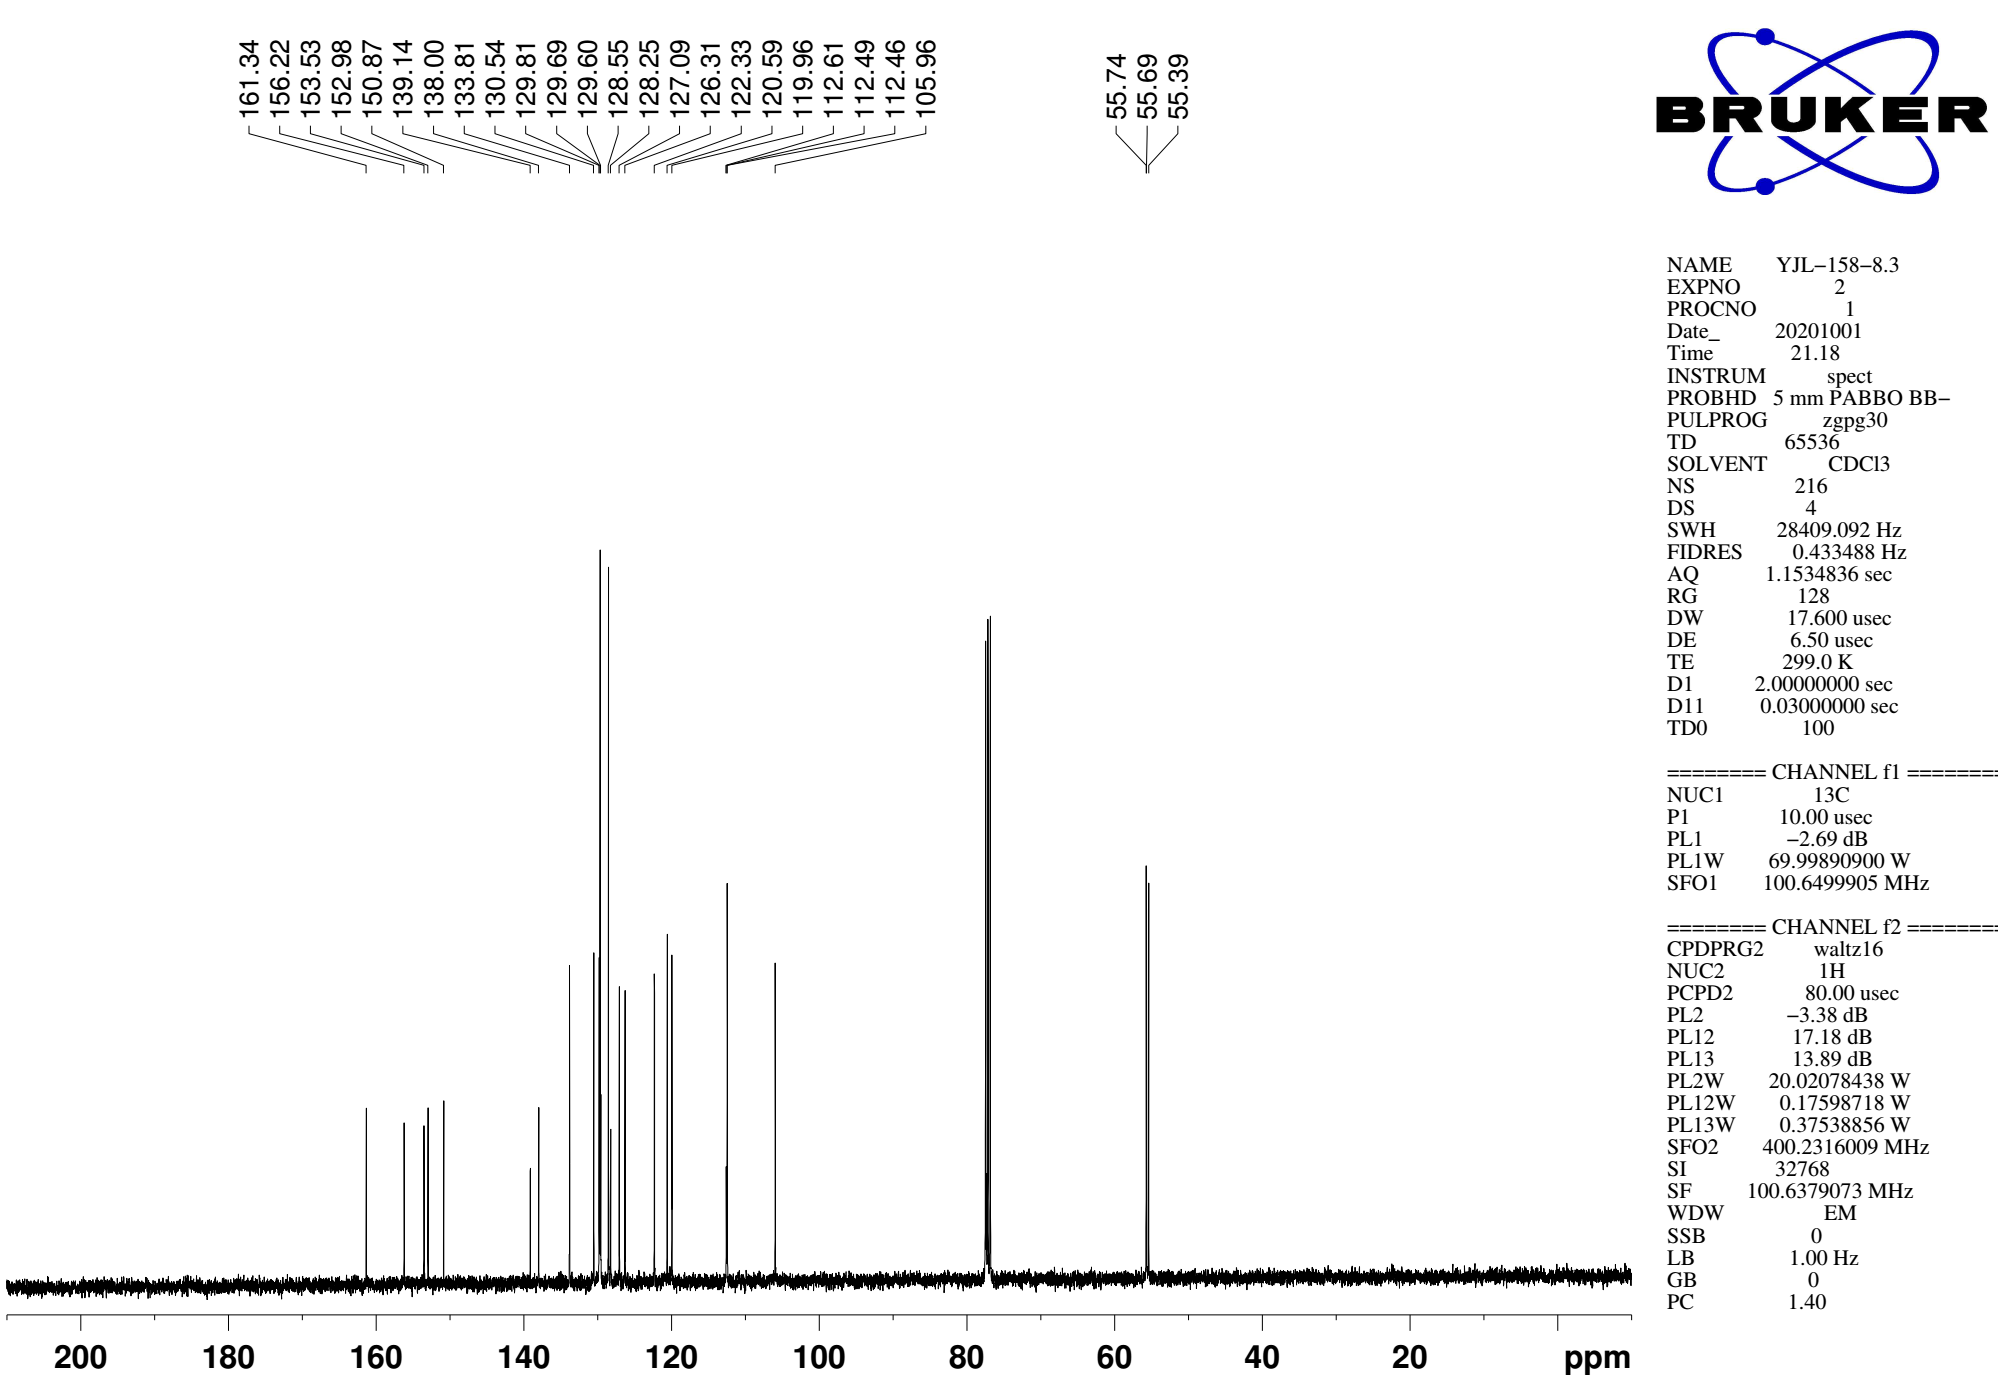 161.34
156.22
153.53
152.98
150.87
139.14
138.00
133.81
130.54
129.81
129.69
129.60
128.55
128.25
127.09
126.31
122.33
120.59
119.96
112.61
112.49
112.46
105.96
55.74
55.69
55.39
BRUKER
NAME YJL-158-8.3
EXPNO 2
PROCNO 1
Date_ 20201001
Time 21.18
INSTRUM spect
PROBHD 5 mm PABBO BB-
PULPROG zgpg30
TD 65536
SOLVENT CDCl3
NS 216
DS 4
SWH 28409.092 Hz
FIDRES 0.433488 Hz
AQ 1.1534836 sec
RG 128
DW 17.600 usec
DE 6.50 usec
TE 299.0 K
D1 2.00000000 sec
D11 0.03000000 sec
TD0 100
======== CHANNEL f1 ========
NUC1 13C
P1 10.00 usec
PL1 -2.69 dB
PL1W 69.99890900 W
SFO1 100.6499905 MHz
======== CHANNEL f2 ========
CPDPRG2 waltz16
NUC2 1H
PCPD2 80.00 usec
PL2 -3.38 dB
PL12 17.18 dB
PL13 13.89 dB
PL2W 20.02078438 W
PL12W 0.17598718 W
PL13W 0.37538856 W
SFO2 400.2316009 MHz
SI 32768
SF 100.6379073 MHz
WDW EM
SSB 0
LB 1.00 Hz
GB 0
PC 1.40
200 180 160 140 120 100 80 60 40 20 ppm